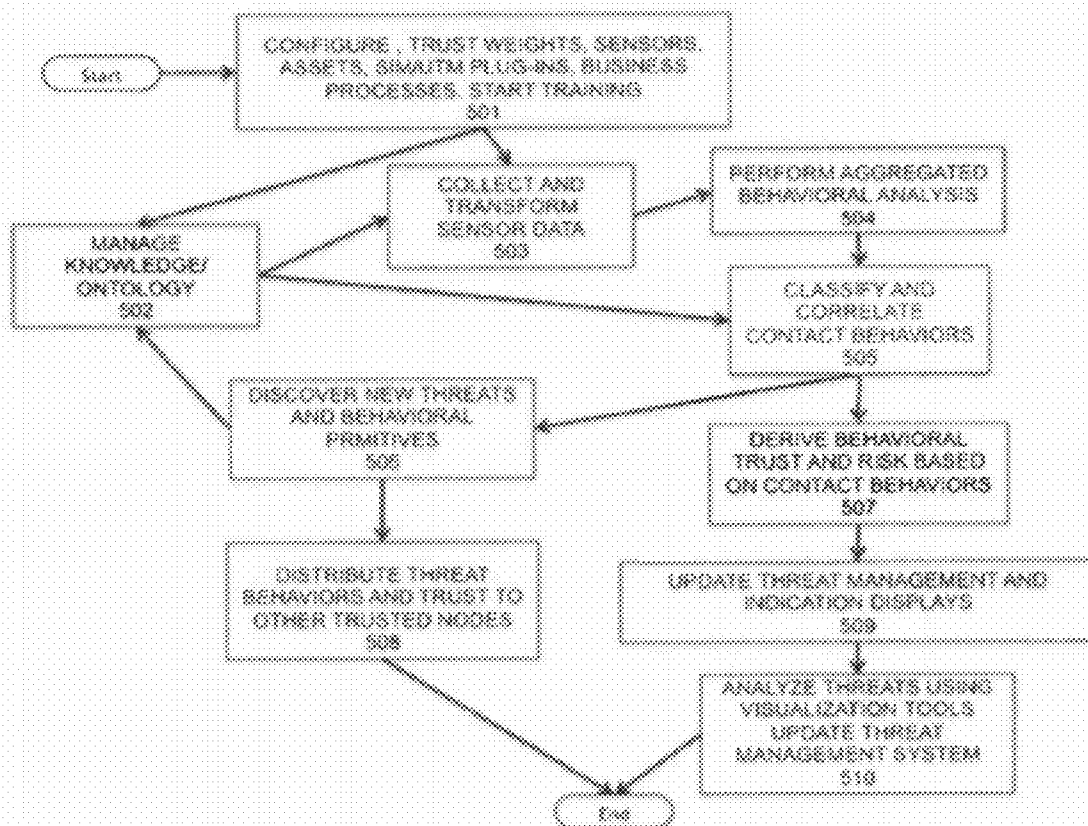 Start
CONFIGURE , TRUST WEIGHTS, SENSORS,
ASSETS, SIM/UTM PLUG-INS, BUSINESS
PROCESSES, START TRAINING
501
COLLECT AND
TRANSFORM
SENSOR DATA
503
PERFORM AGGREGATED
BEHAVIORAL ANALYSIS
504
MANAGE
KNOWLEDGE/
ONTOLOGY
502
CLASSIFY AND
CORRELATE
CONTACT BEHAVIORS
505
DISCOVER NEW THREATS
AND BEHAVIORAL
PRMITIVES
DERIVE BEHAVIORAL
TRUST AND RISK BASED
ON CONTACT BEHAVIORS
507
DISTRIBUTE THREAT
BEHAVIORS AND TRUST TO
OTHER TRUSTED NODES
508
UPDATE THREAT MANAGEMENT AND
INDICATION DISPLAYS
509
ANALYZE THREATS USING
VISUALIZATION TOOLS
UPDATE THREAT
MANAGEMENT SYSTEM
510
End